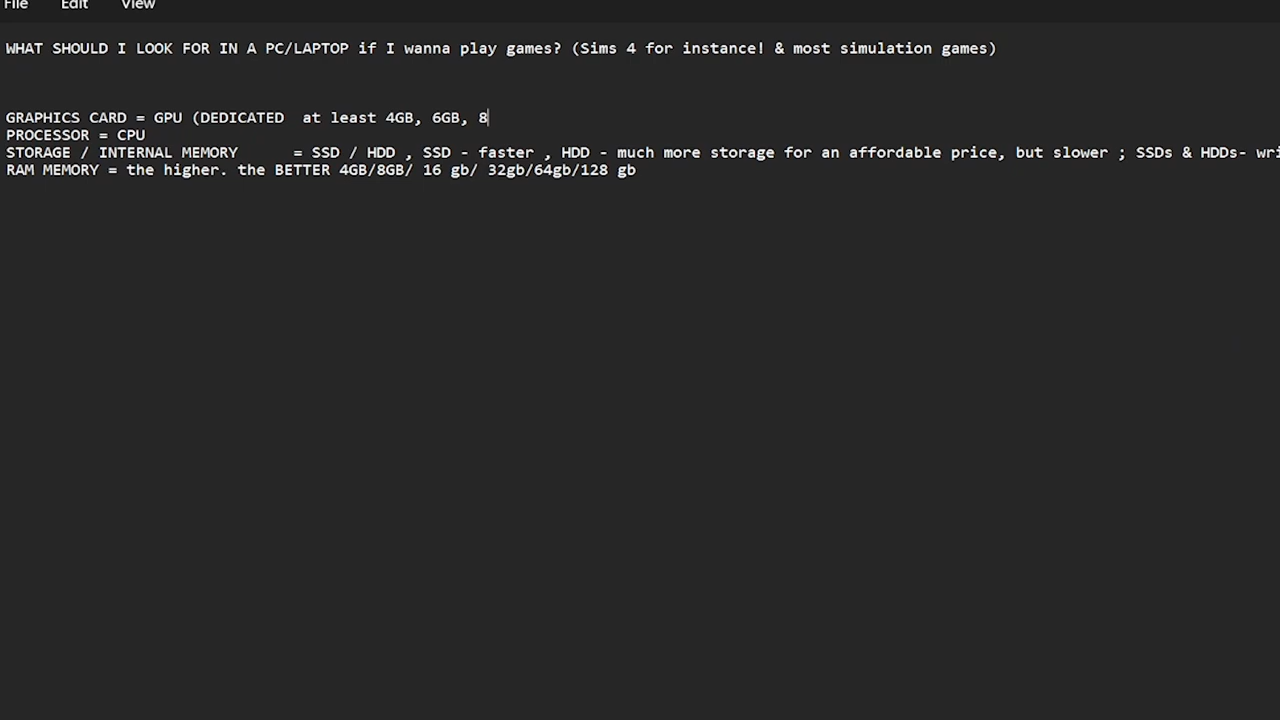 File Edit View
WHAT SHOULD I LOOK FOR IN A PC/LAPTOP if I wanna play games? (Sims 4 for instance! & most simulation games)
GRAPHICS CARD = GPU (DEDICATED  at least 4GB, 6GB, 8
PROCESSOR = CPU
STORAGE / INTERNAL MEMORY      = SSD / HDD , SSD - faster , HDD - much more storage for an affordable price, but slower ; SSDs & HDDs- wri
RAM MEMORY = the higher. the BETTER 4GB/8GB/ 16 gb/ 32gb/64gb/128 gb